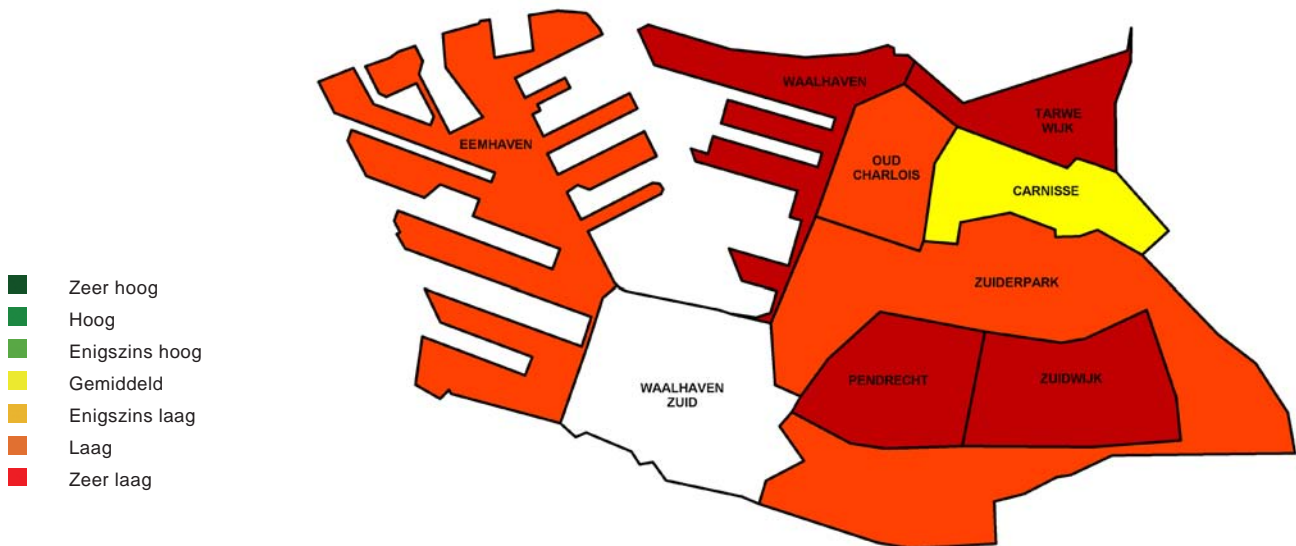 WAALHAVEN
TARWE
WIJK
EEMHAVEN
OUD
CHARLOIS
CARNISSE
ZUIDERPARK
PENDRECHT
ZUIDWIJK
WAALHAVEN
ZUID
Zeer hoog
Hoog
Enigszins hoog
Gemiddeld
Enigszins laag
Laag
Zeer laag